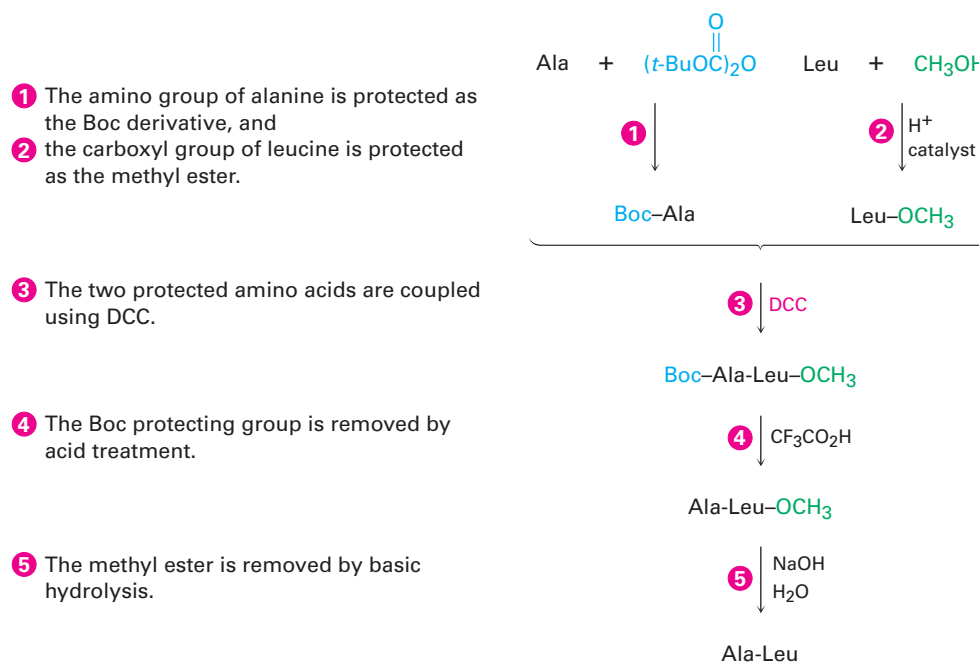 Ala + (t-BuOC)₂O Leu + CH₃OH
O
1 The amino group of alanine is protected as
the Boc derivative, and
2 the carboxyl group of leucine is protected
as the methyl ester.
1
2 H⁺
catalyst
Boc–Ala Leu–OCH₃
3 The two protected amino acids are coupled
using DCC.
3 DCC
Boc–Ala-Leu–OCH₃
4 The Boc protecting group is removed by
acid treatment.
4 CF₃CO₂H
Ala-Leu–OCH₃
5 The methyl ester is removed by basic
hydrolysis.
5 NaOH
H₂O
Ala-Leu